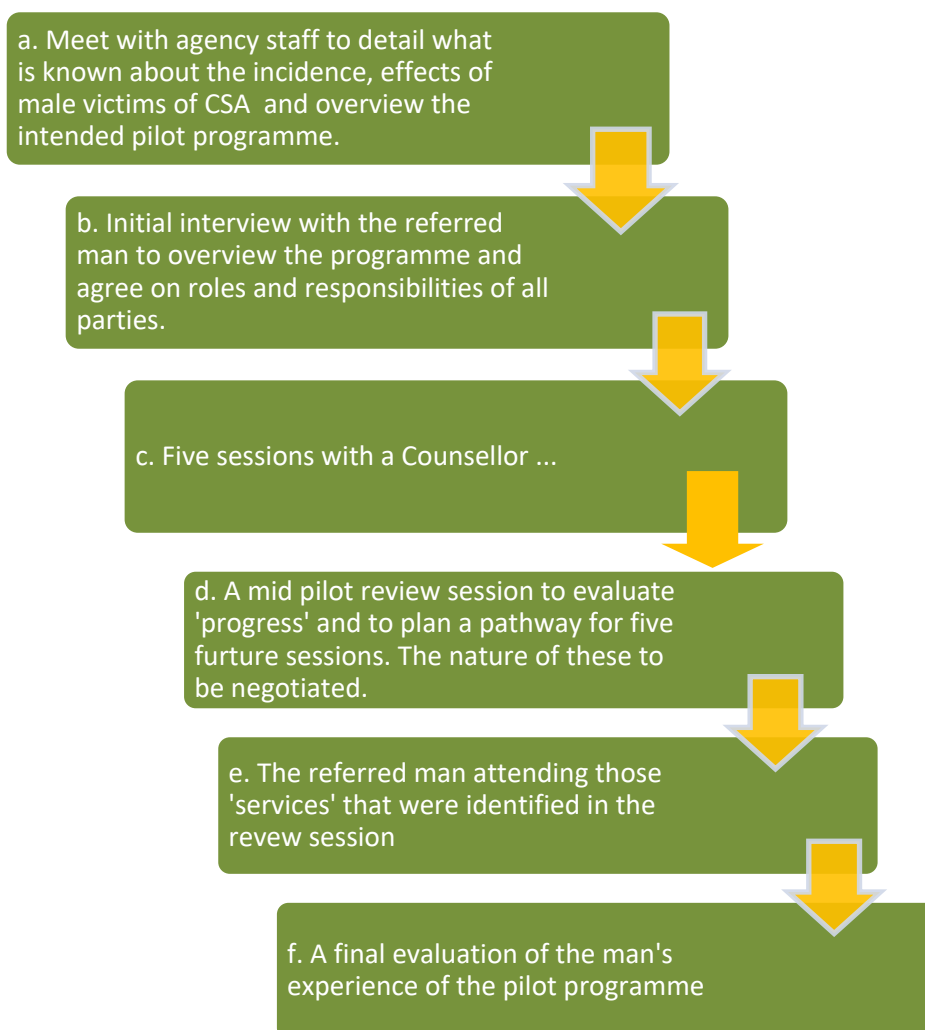 a. Meet with agency staff to detail what
is known about the incidence, effects of
male victims of CSA and overview the
intended pilot programme.
b. Initial interview with the referred
man to overview the programme and
agree on roles and responsibilities of all
parties.
c. Five sessions with a Counsellor ...
d. A mid pilot review session to evaluate
'progress' and to plan a pathway for five
furture sessions. The nature of these to
be negotiated.
e. The referred man attending those
'services' that were identified in the
revew session
f. A final evaluation of the man's
experience of the pilot programme